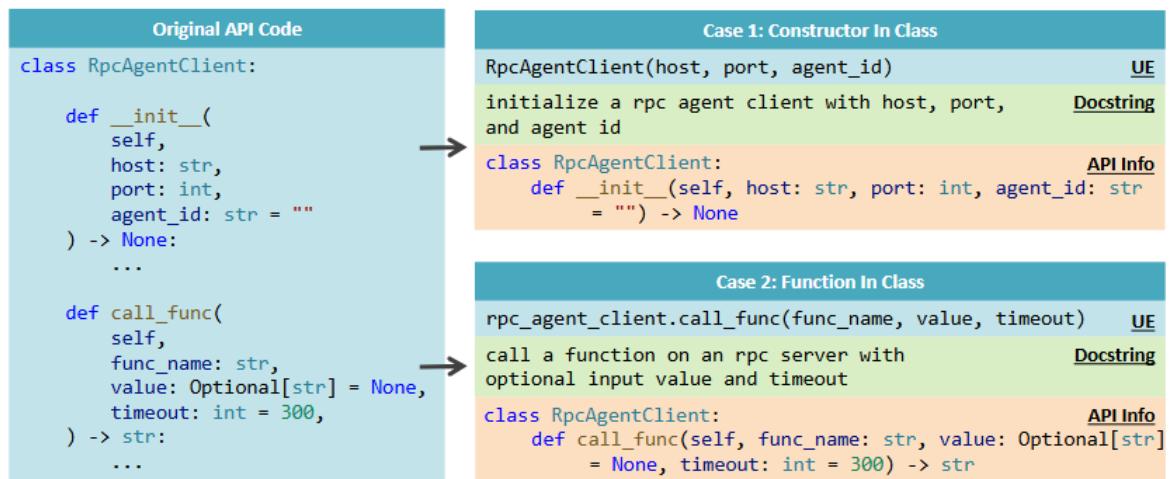 Original API Code
class RpcAgentClient:
def __init__(
self,
host: str,
port: int,
agent_id: str = ""
) -> None:
...
def call_func(
self,
func_name: str,
value: Optional[str] = None,
timeout: int = 300,
) -> str:
...
Case 1: Constructor In Class
RpcAgentClient(host, port, agent_id) UE
initialize a rpc agent client with host, port, Docstring
and agent id
class RpcAgentClient: API Info
def __init__(self, host: str, port: int, agent_id: str
= "") -> None
Case 2: Function In Class
rpc_agent_client.call_func(func_name, value, timeout) UE
call a function on an rpc server with Docstring
optional input value and timeout
class RpcAgentClient: API Info
def call_func(self, func_name: str, value: Optional[str]
= None, timeout: int = 300) -> str